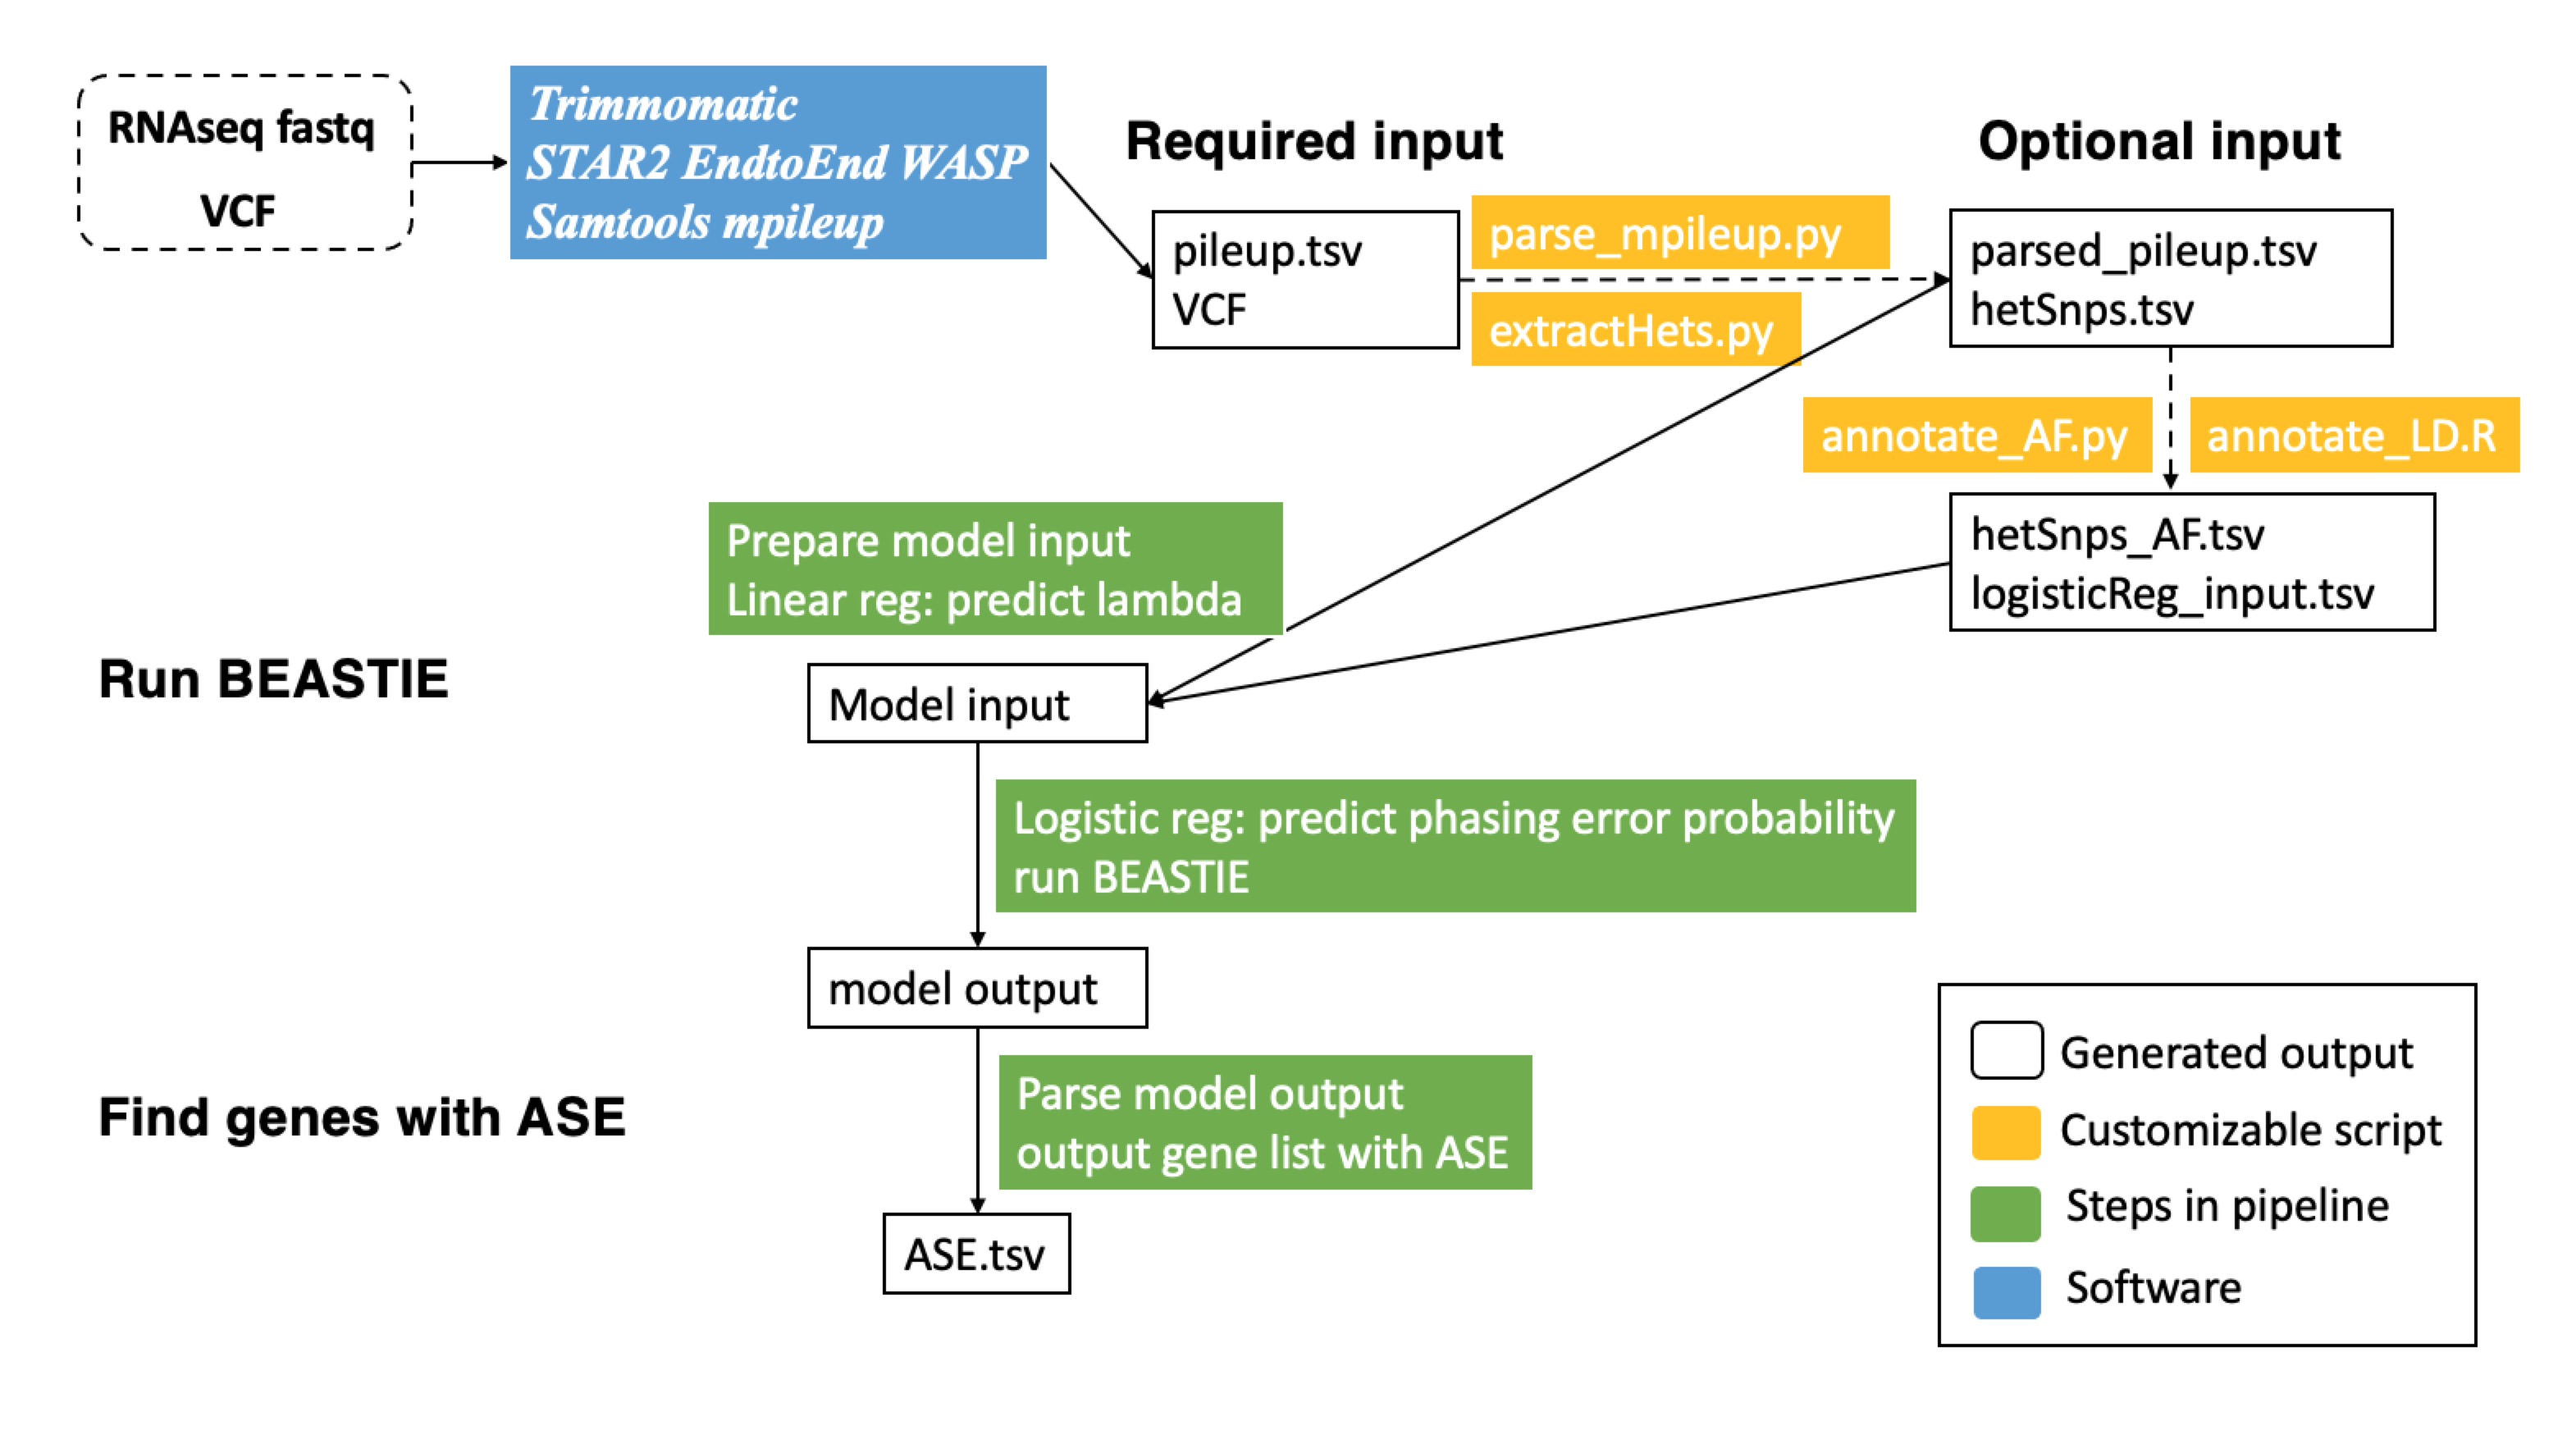 RNAseq fastq
VCF
Trimmomatic
STAR2 EndtoEnd WASP
Samtools mpileup
Required input
pileup.tsv
VCF
parse_mpileup.py
extractHets.py
Optional input
parsed_pileup.tsv
hetSnps.tsv
annotate_AF.py
annotate_LD.R
hetSnps_AF.tsv
logisticReg_input.tsv
Prepare model input
Linear reg: predict lambda
Run BEASTIE
Model input
Logistic reg: predict phasing error probability
run BEASTIE
model output
Find genes with ASE
Parse model output
output gene list with ASE
ASE.tsv
Generated output
Customizable script
Steps in pipeline
Software